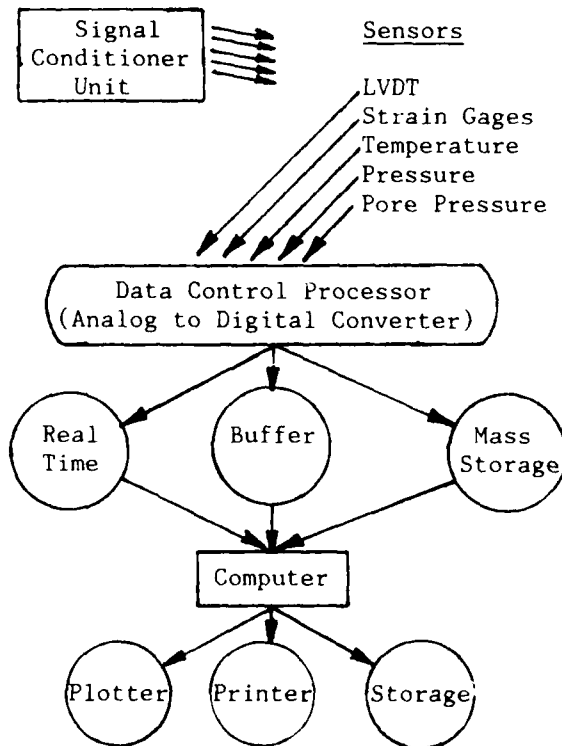 Signal
Conditioner
Unit
Sensors
LVDT
Strain Gages
Temperature
Pressure
Pore Pressure
Data Control Processor
(Analog to Digital Converter)
Real
Time
Buffer
Mass
Storage
Computer
Plotter
Printer
Storage